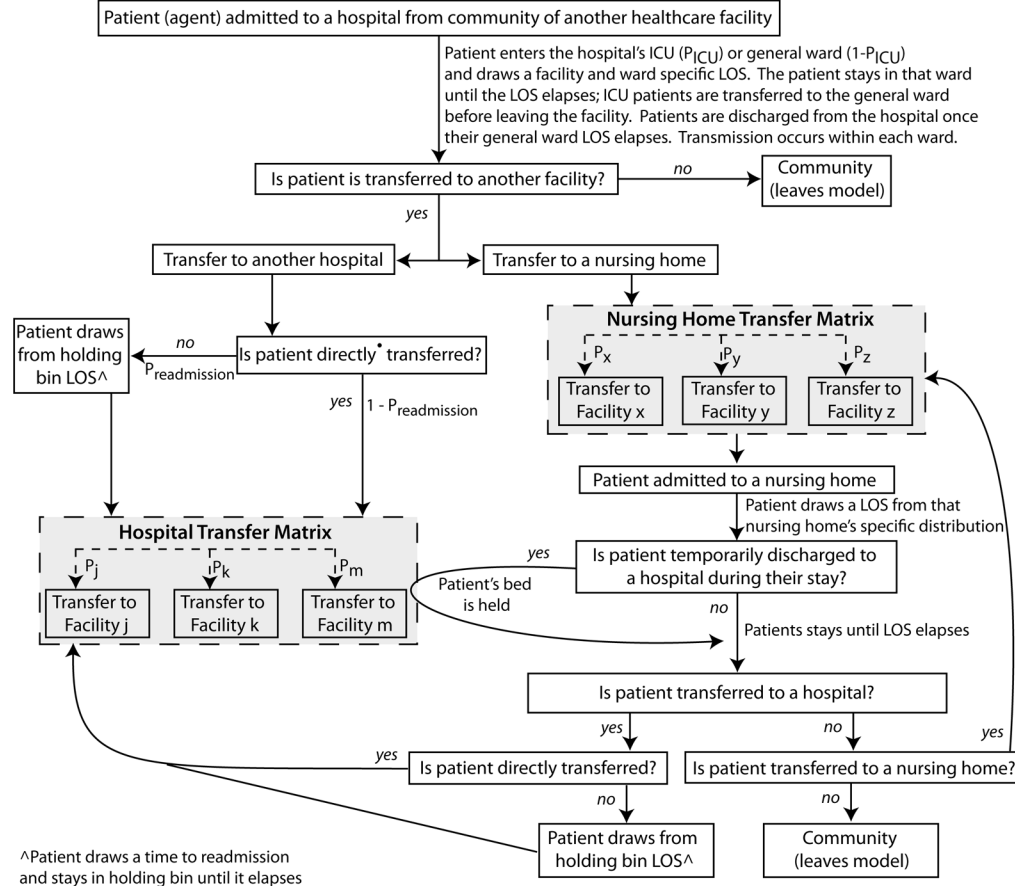 Patient (agent) admitted to a hospital from community of another healthcare facility
Patient enters the hospital's ICU (PICU) or general ward (1-PICU)
and draws a facility and ward specific LOS. The patient stays in that ward
until the LOS elapses; ICU patients are transferred to the general ward
before leaving the facility. Patients are discharged from the hospital once
their general ward LOS elapses. Transmission occurs within each ward.
Is patient is transferred to another facility?
no
Community
(leaves model)
yes
Transfer to another hospital
Transfer to a nursing home
Patient draws
from holding
bin LOS^
no
Preadmission
Is patient directly• transferred?
yes
1 - Preadmission
Nursing Home Transfer Matrix
Px
Py
Pz
Transfer to
Facility x
Transfer to
Facility y
Transfer to
Facility z
Patient admitted to a nursing home
Patient draws a LOS from that
nursing home's specific distribution
Hospital Transfer Matrix
Pj
Pk
Pm
Transfer to
Facility j
Transfer to
Facility k
Transfer to
Facility m
yes
Is patient temporarily discharged to
a hospital during their stay?
Patient's bed
is held
no
Patients stays until LOS elapses
Is patient transferred to a hospital?
yes
no
yes
yes
Is patient directly transferred?
Is patient transferred to a nursing home?
no
no
Patient draws from
holding bin LOS^
Community
(leaves model)
^Patient draws a time to readmission
and stays in holding bin until it elapses